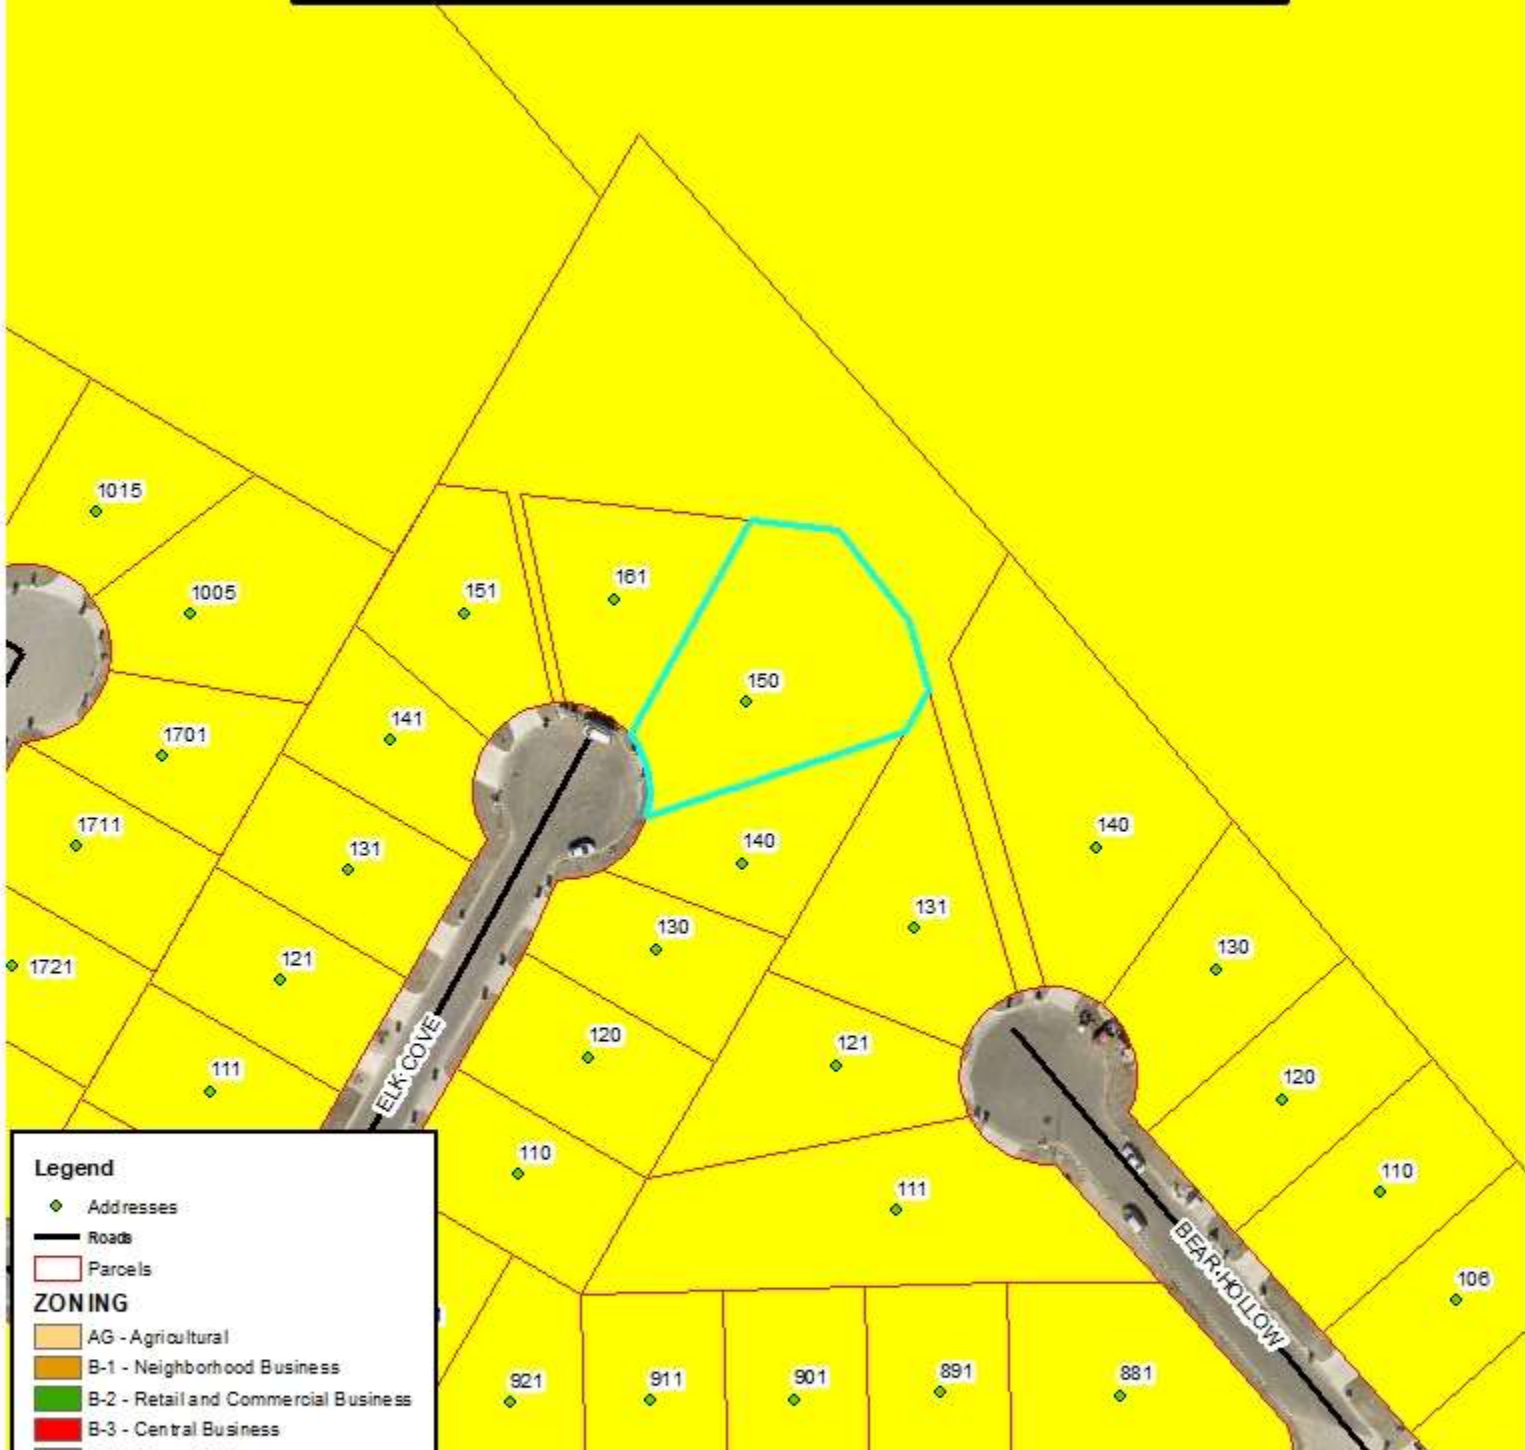 1015
1005
151
161
150
141
1701
1711
131
140
140
131
130
130
1721
121
120
121
120
111
ELK COVE
110
111
110
BEAR HOLLOW
106
921
911
901
891
881
Legend
Addresses
Roads
Parcels
ZONING
AG - Agricultural
B-1 - Neighborhood Business
B-2 - Retail and Commercial Business
B-3 - Central Business